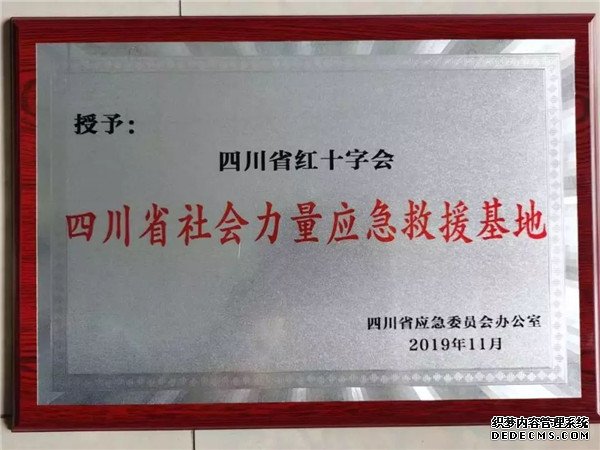 授予：
四川省红十字会
四川省社会力量应急救援基地
四川省应急委员会办公室
2019年11月
织梦内容管理系统
DEDECMS.COM